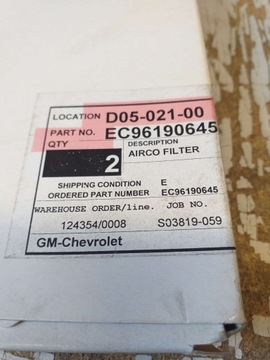 LOCATION D05-021-00
PART NO. EC96190645
QTY DESCRIPTION
2 AIRCO FILTER
SHIPPING CONDITION E
ORDERED PART NUMBER EC96190645
WAREHOUSE ORDER/line. JOB NO.
124354/0008 S03819-059
GM-Chevrolet